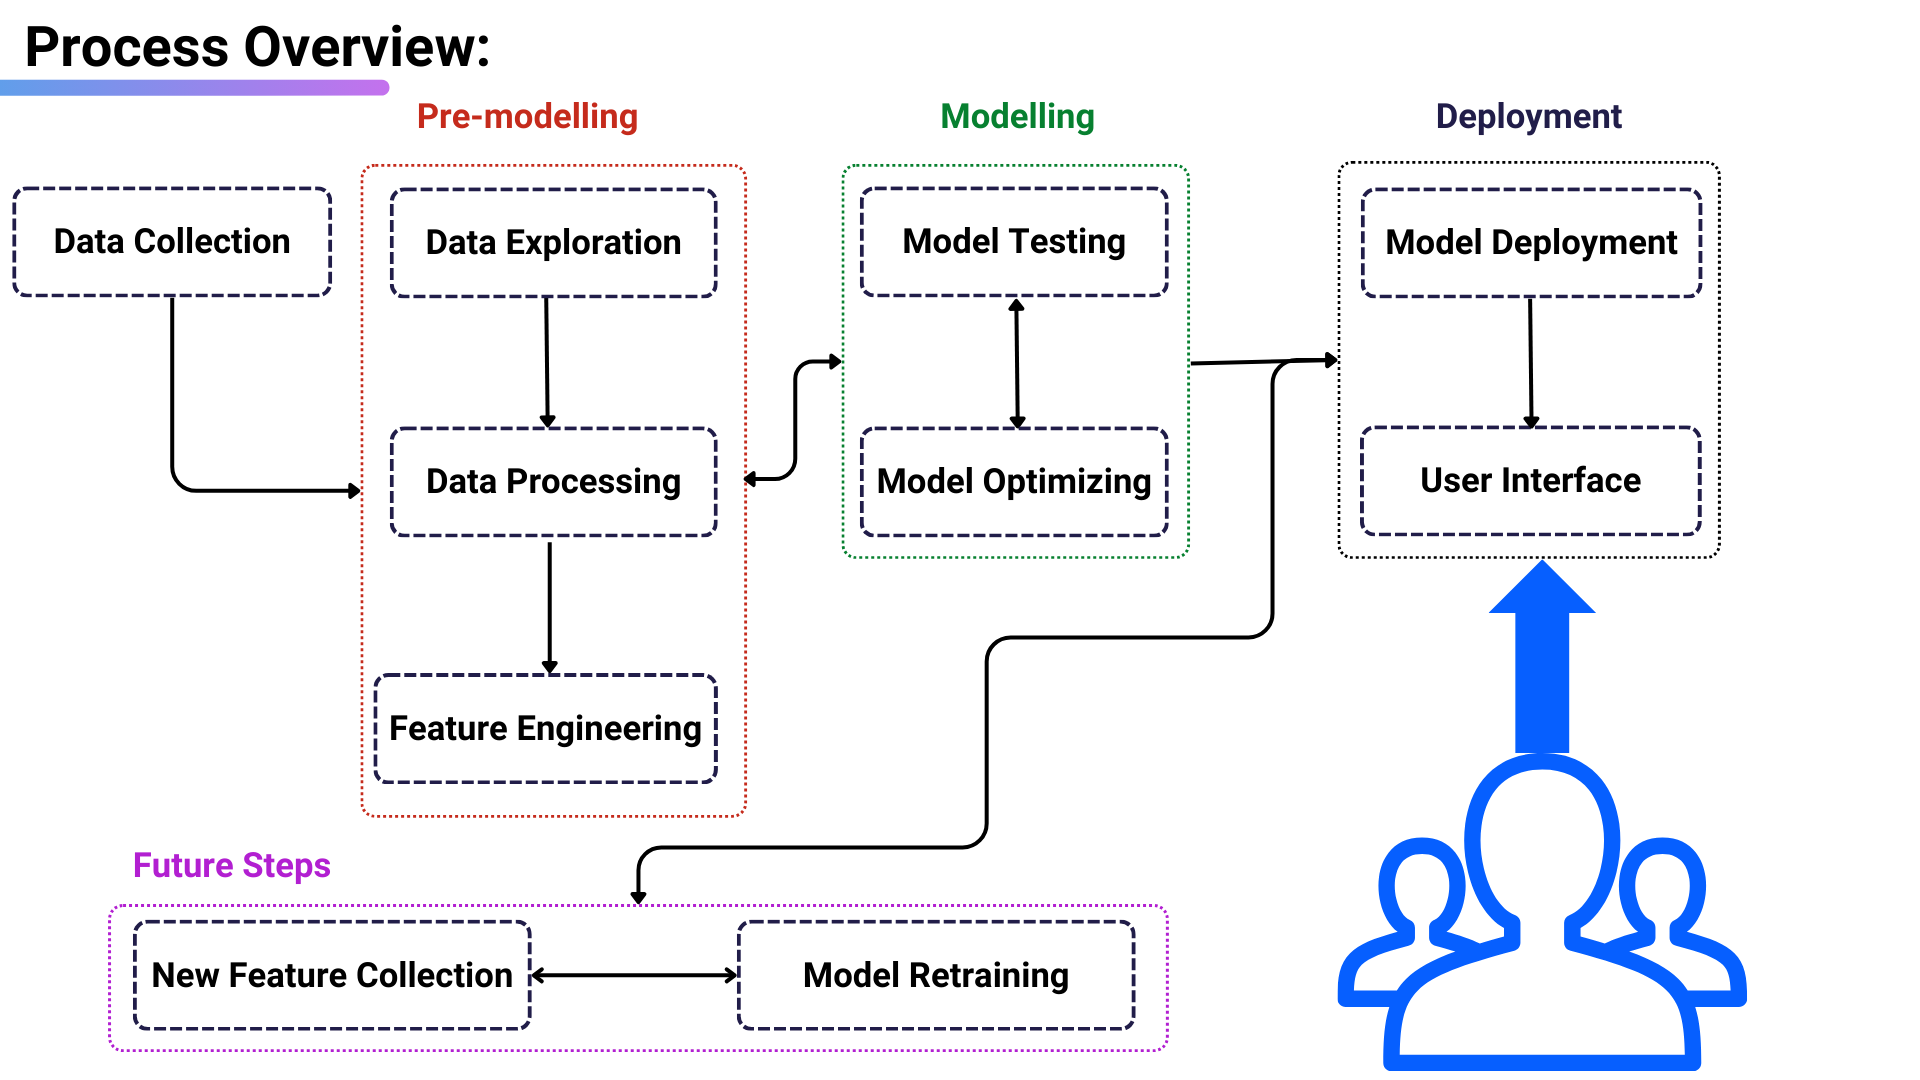 Process Overview:
Pre-modelling
Modelling
Deployment
Data Collection
Data Exploration
Model Testing
Model Deployment
Data Processing
Model Optimizing
User Interface
Feature Engineering
Future Steps
New Feature Collection
Model Retraining